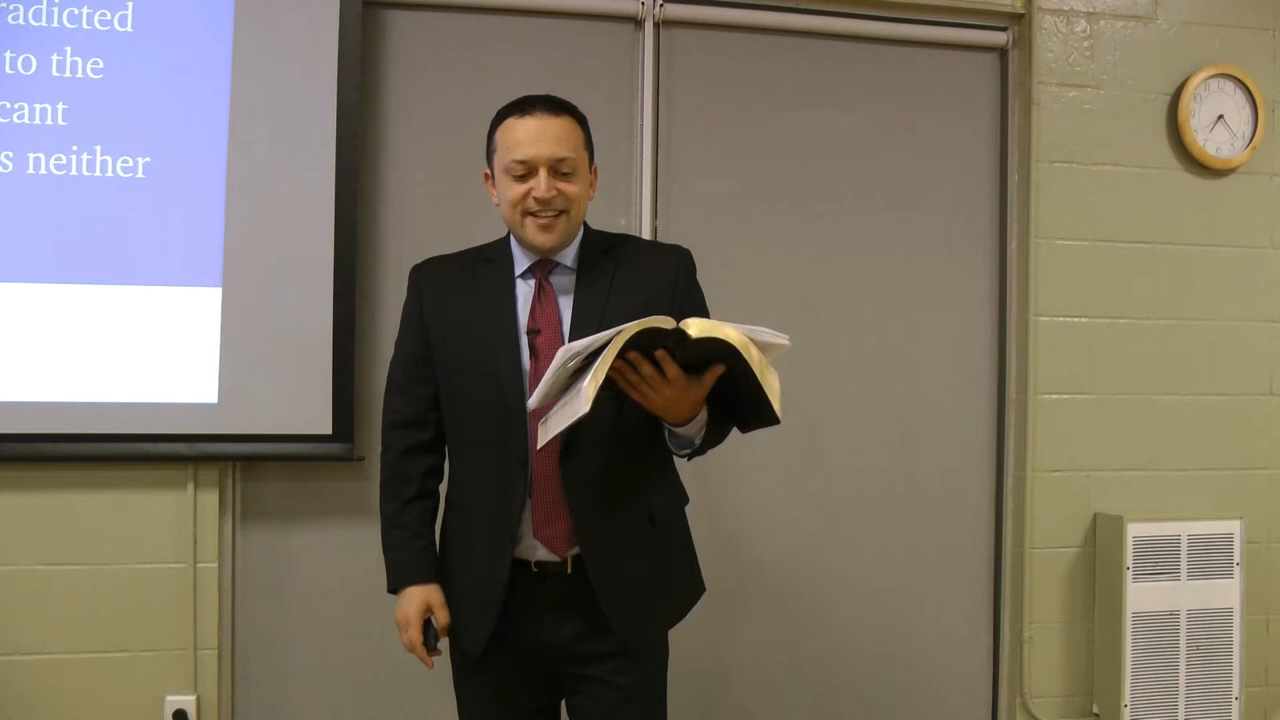 radicted
to the
cant
s neither